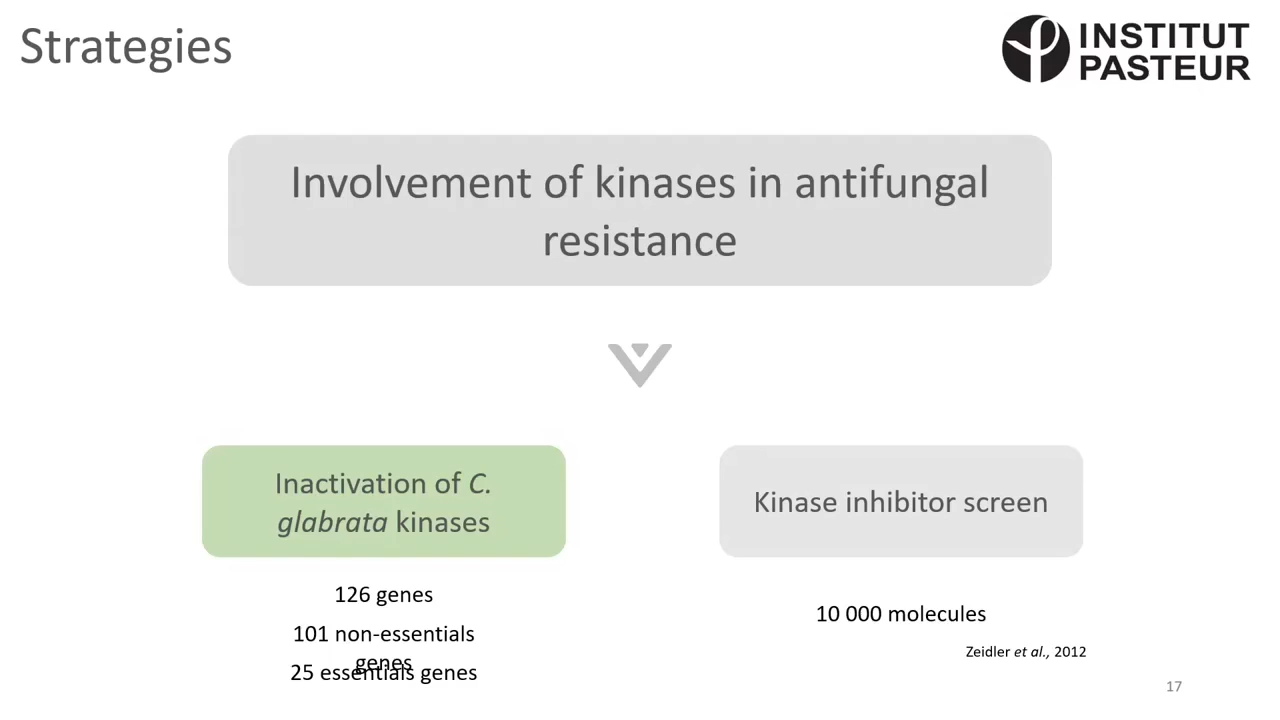 Strategies
INSTITUT
PASTEUR
Involvement of kinases in antifungal
resistance
Inactivation of C.
glabrata kinases
Kinase inhibitor screen
126 genes
101 non-essentials
genes
25 essentials genes
10 000 molecules
Zeidler et al., 2012
17